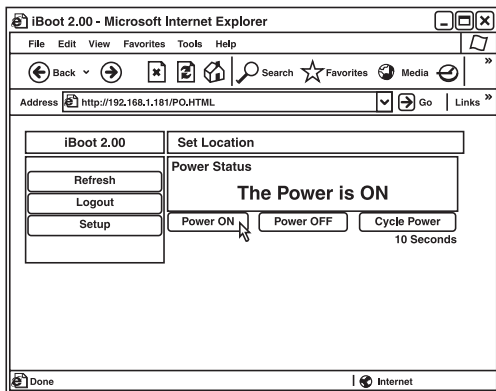 iBoot 2.00 - Microsoft Internet Explorer
File Edit View Favorites Tools Help
Back Search Favorites Media »
Address http://192.168.1.181/PO.HTML Go Links »
iBoot 2.00 Set Location
Power Status
The Power is ON
Refresh
Logout
Setup
Power ON Power OFF Cycle Power
10 Seconds
Done Internet